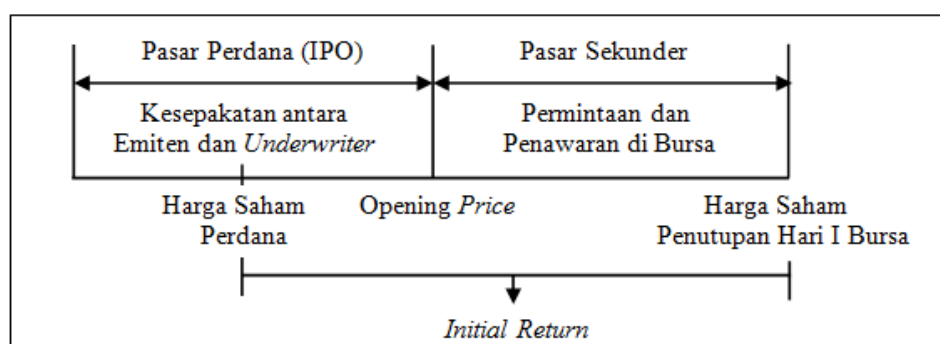 Pasar Perdana (IPO)
Pasar Sekunder
Kesepakatan antara
Emiten dan Underwriter
Permintaan dan
Penawaran di Bursa
Harga Saham
Perdana
Opening Price
Harga Saham
Penutupan Hari I Bursa
Initial Return